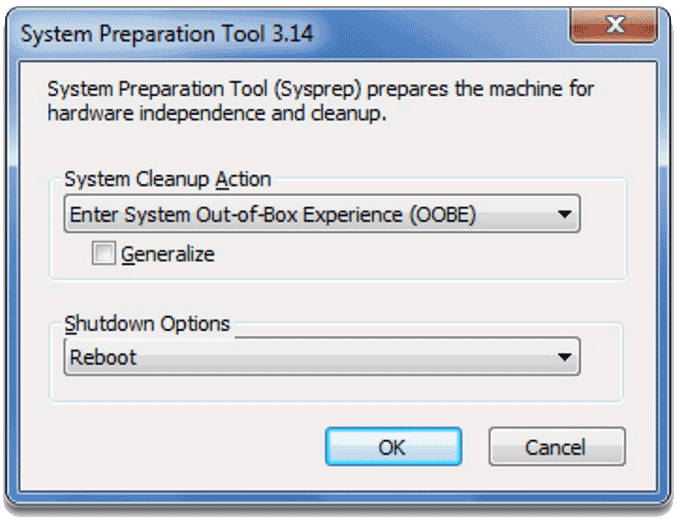 System Preparation Tool 3.14
System Preparation Tool (Sysprep) prepares the machine for
hardware independence and cleanup.
System Cleanup Action
Enter System Out-of-Box Experience (OOBE)
Generalize
Shutdown Options
Reboot
OK
Cancel